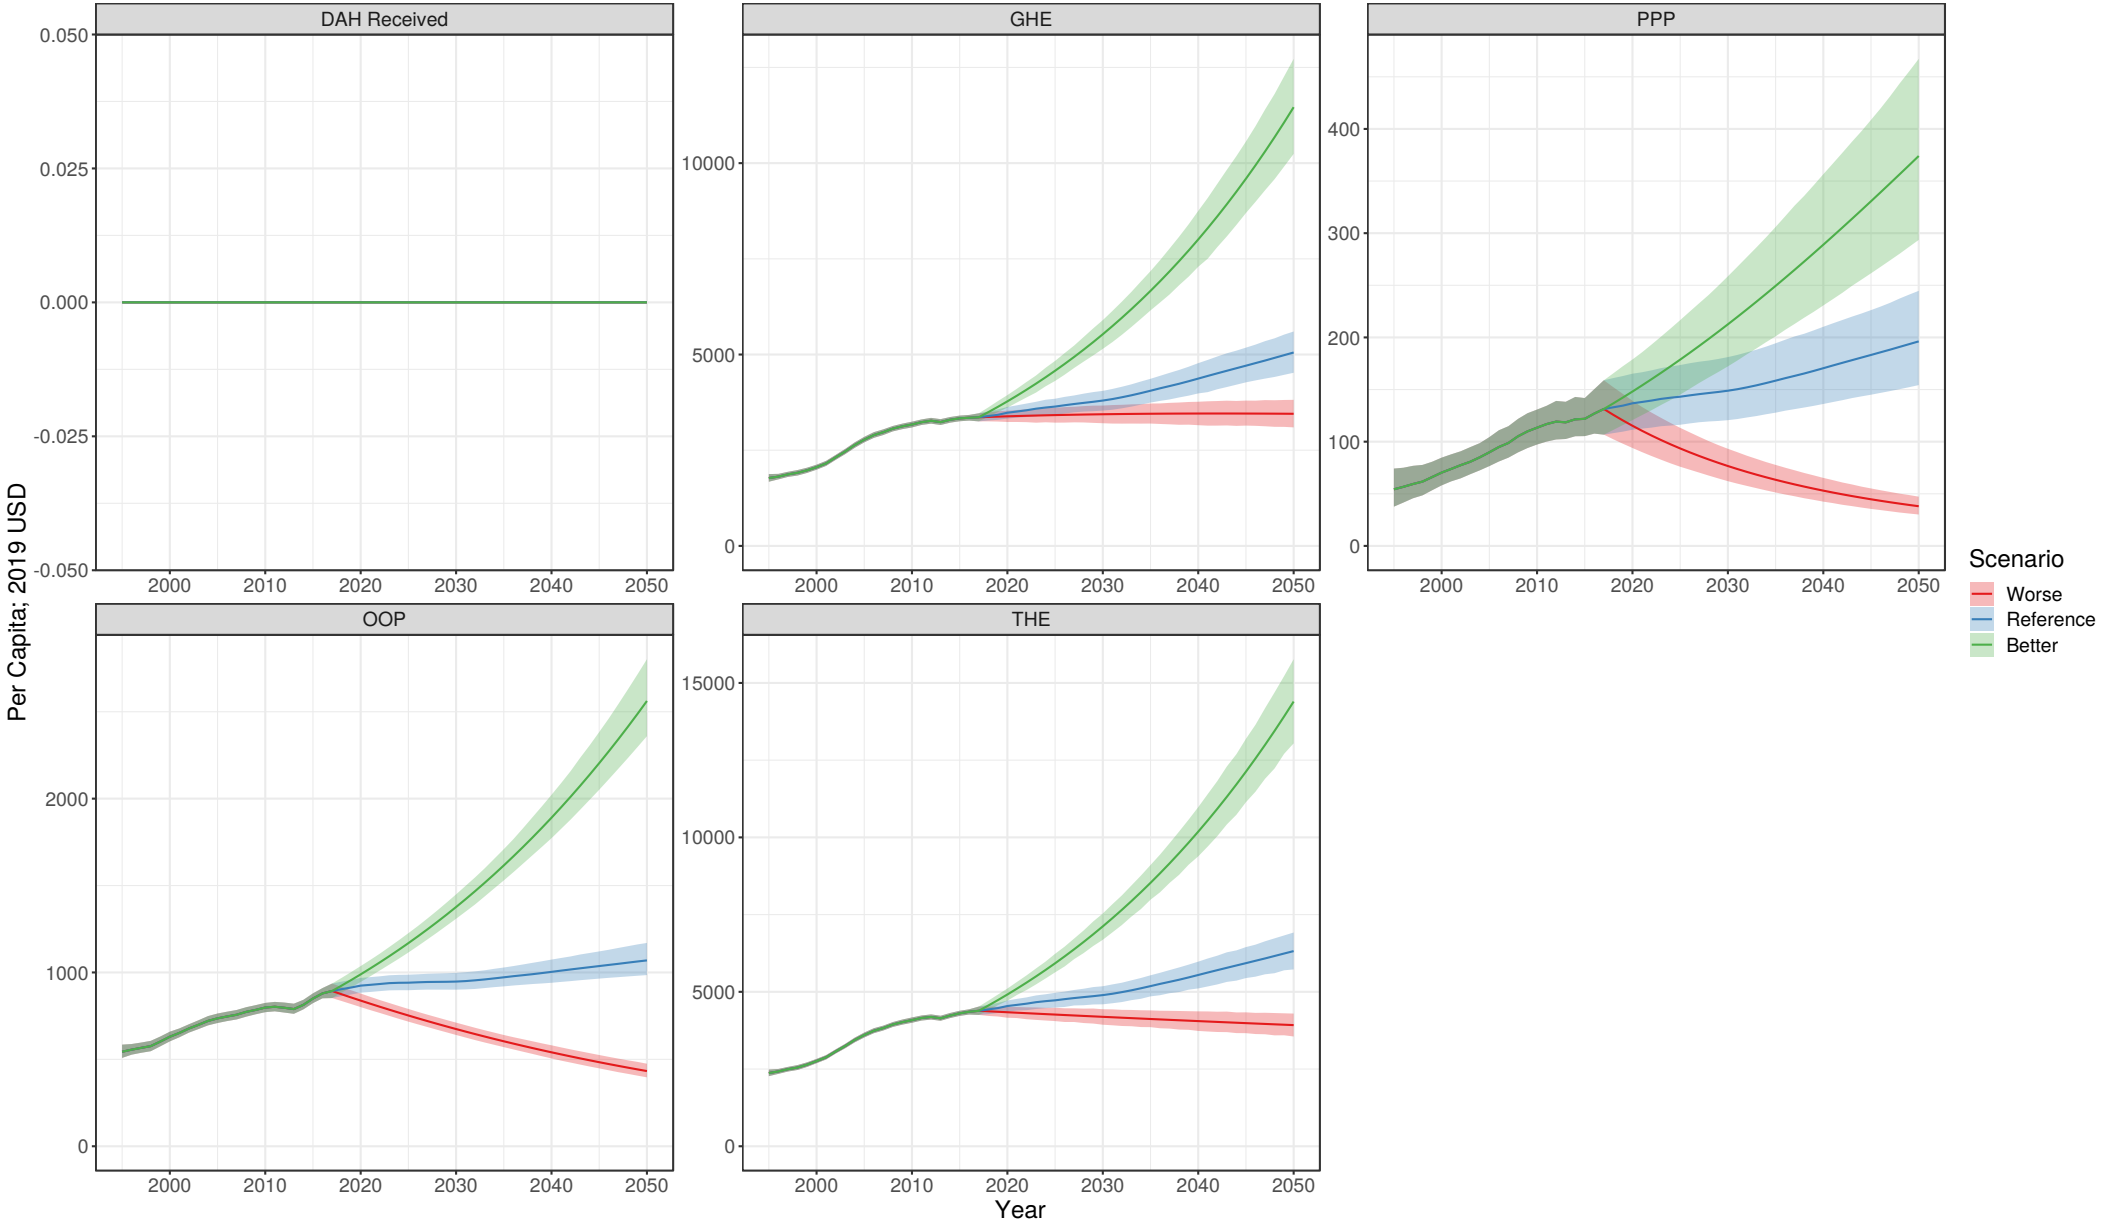 DAH Received
GHE
PPP
0.050
0.025
0.000
-0.025
-0.050
10000
5000
0
400
300
200
100
0
2000 2010 2020 2030 2040 2050
2000 2010 2020 2030 2040 2050
2000 2010 2020 2030 2040 2050
OOP
THE
2000
1000
0
15000
10000
5000
0
2000 2010 2020 2030 2040 2050
2000 2010 2020 2030 2040 2050
Year
Per Capita; 2019 USD
Scenario
Worse
Reference
Better